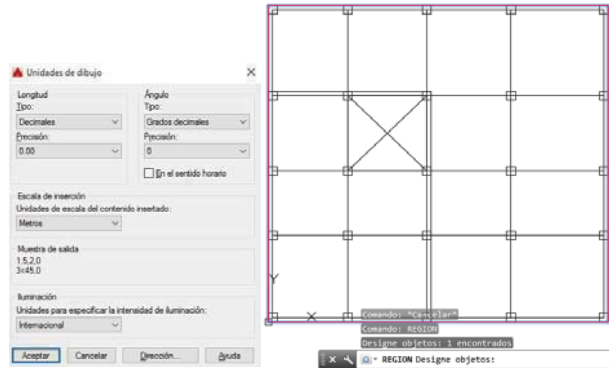 Unidades de dibujo
Longitud
Tipo:
Decimales
Precisión:
0.00
Ángulo
Tipo:
Grados decimales
Precisión:
0
En el sentido horario
Escala de inserción
Unidades de escala del contenido insertado:
Metros
Muestra de salida
1.5,2,0
3<45,0
Iluminación
Unidades para especificar la intensidad de iluminación:
Internacional
Aceptar
Cancelar
Dirección...
Ayuda
Y
X
Comando: *Cancelar*
Comando: REGION
Designe objetos: 1 encontrados
REGION Designe objetos: